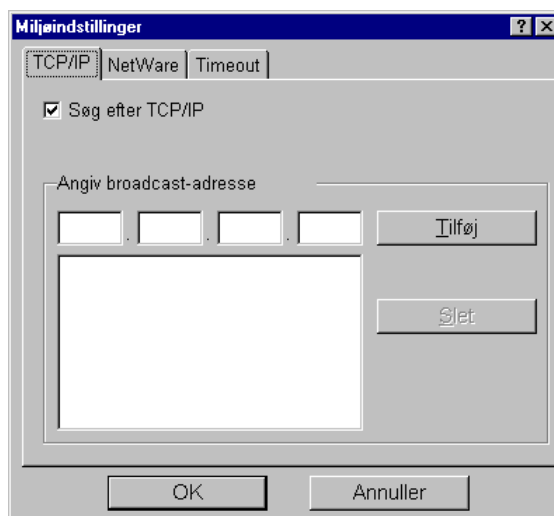 Miljøindstillinger
TCP/IP NetWare Timeout
Søg efter TCP/IP
Angiv broadcast-adresse
. . . Tilføj
Slet
OK Annuller